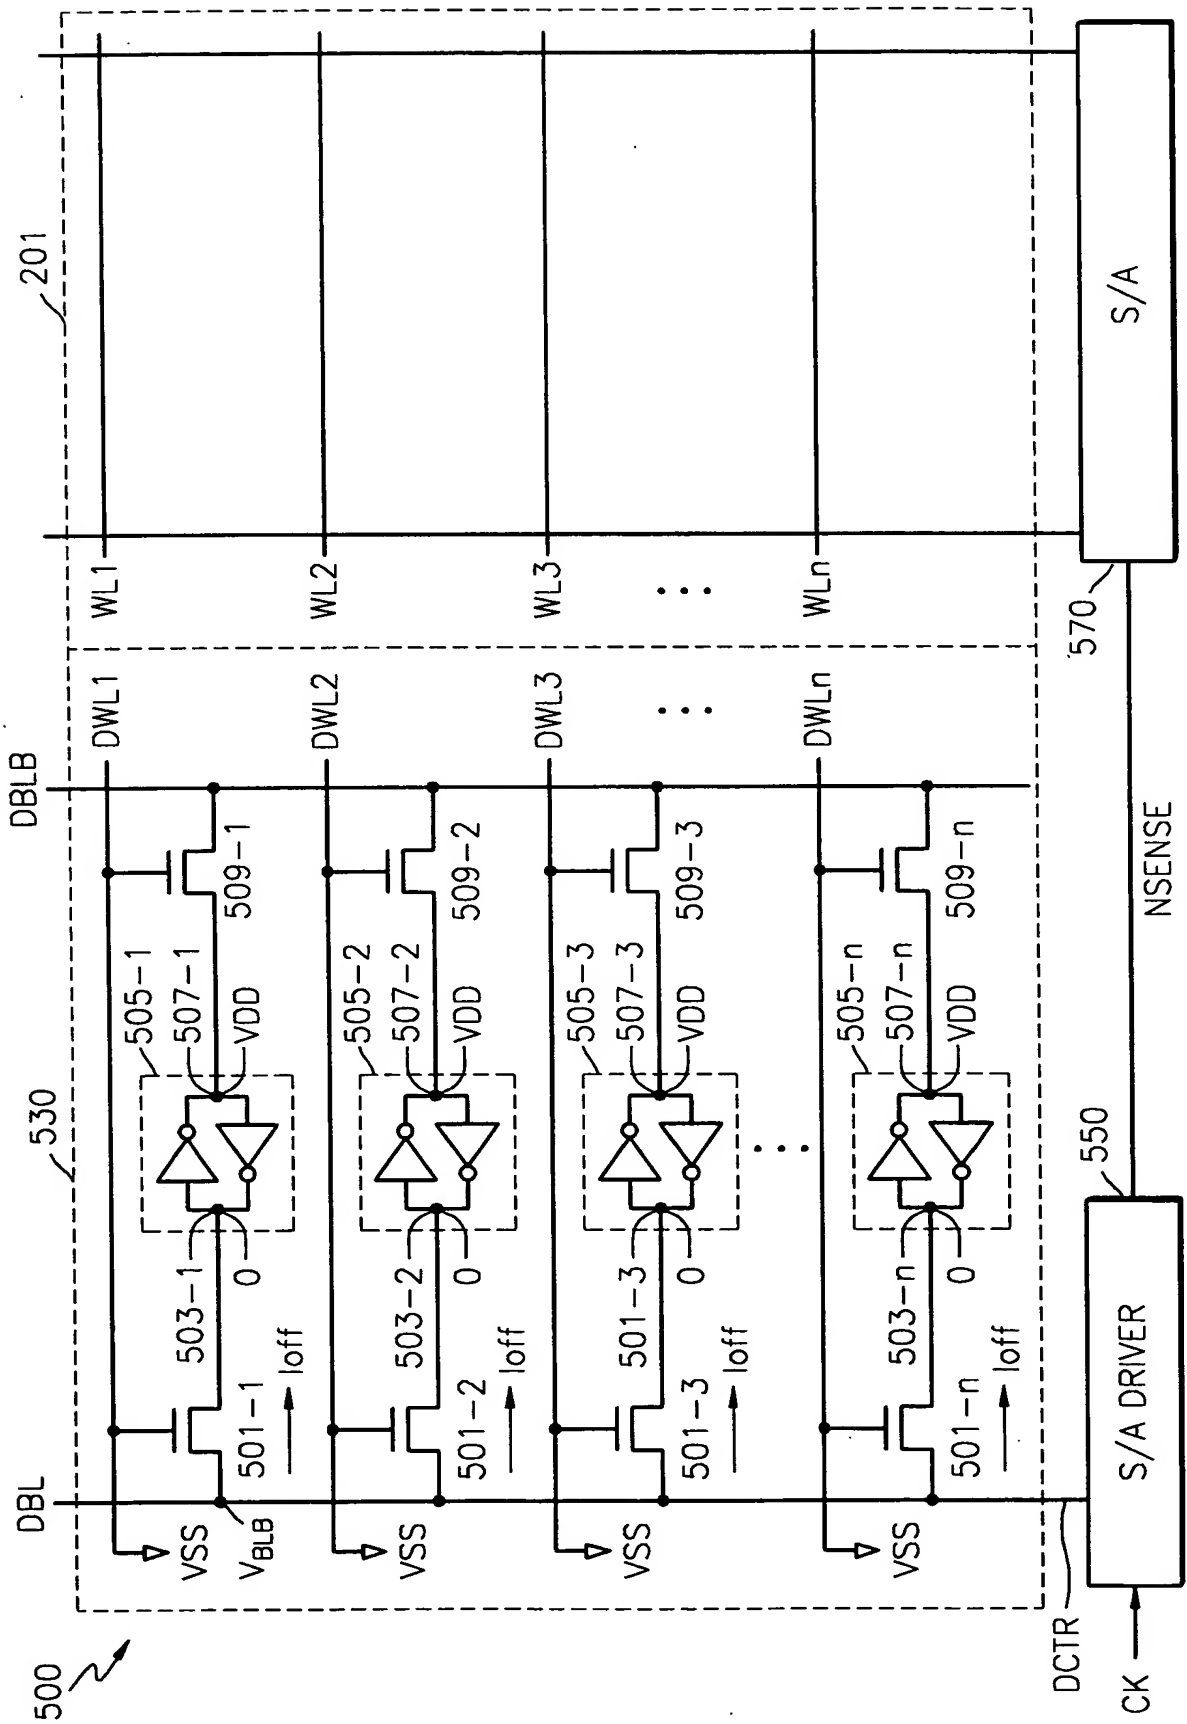 500
530
201
DBL
DBLB
VSS
V_BLB
501-1
Ioff
503-1
0
505-1
507-1
VDD
509-1
DWL1
WL1
VSS
501-2
Ioff
503-2
0
505-2
507-2
VDD
509-2
DWL2
WL2
VSS
501-3
Ioff
501-3
0
505-3
507-3
VDD
509-3
DWL3
WL3
...
...
...
VSS
501-n
Ioff
503-n
0
505-n
507-n
VDD
509-n
DWLn
WLn
DCTR
CK
S/A DRIVER
550
NSENSE
570
S/A